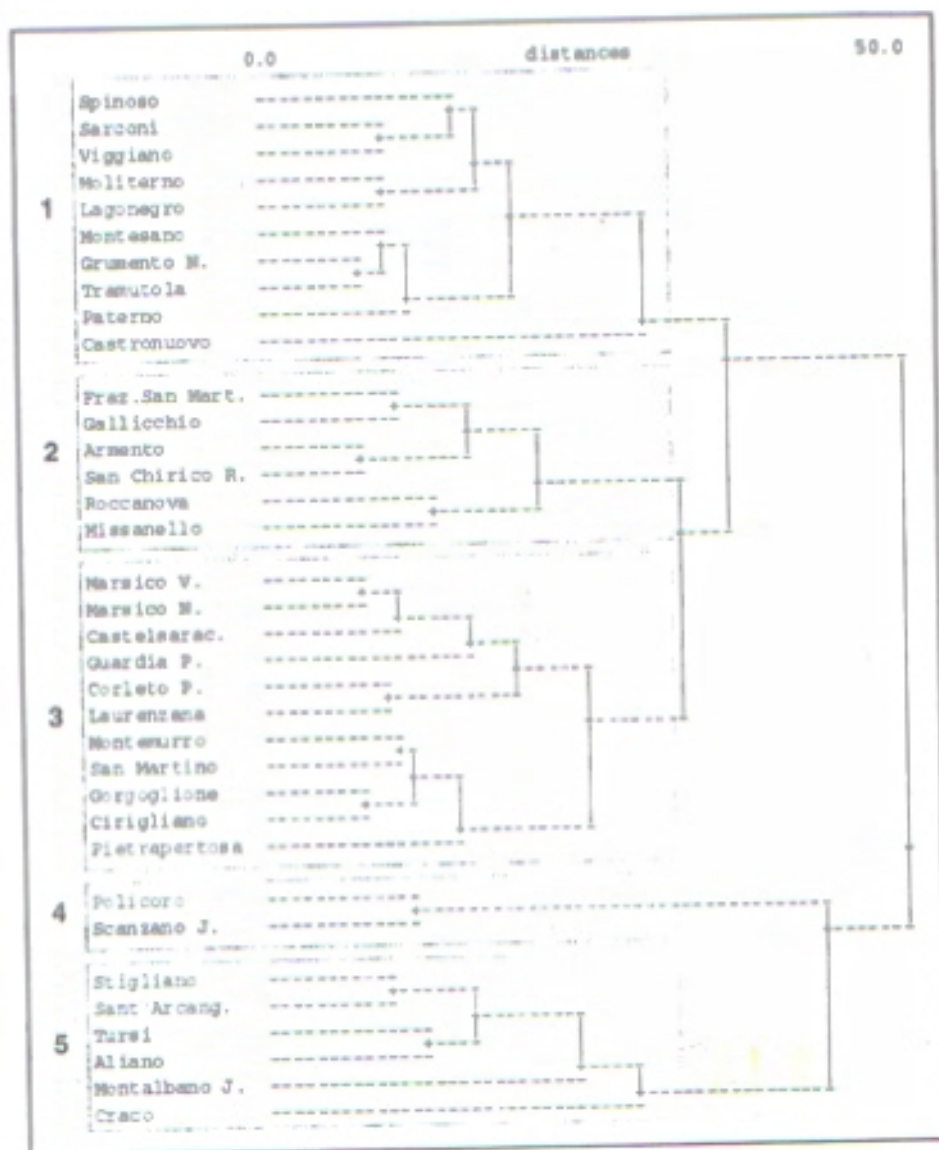 0.0 distances 50.0
Spinoso
Sarconi
Viggiano
Moliterno
1
Lagonegro
Montesano
Grumento N.
Tramutola
Paterno
Castronuovo
Fraz.San Mart.
Gallicchio
2
Armento
San Chirico R.
Roccanova
Missanello
Marsico V.
Marsico N.
Castelsarac.
Guardia P.
Corleto P.
3
Laurenzana
Montemurro
San Martino
Gorgoglione
Cirigliano
Pietrapertosa
Policoro
4
Scanzano J.
Stigliano
Sant'Arcang.
Tursi
5
Aliano
Montalbano J.
Craco